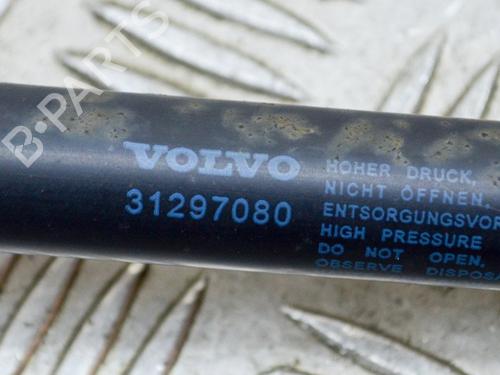 B-PARTS
VOLVO
31297080
HOHER DRUCK,
NICHT ÖFFNEN.
ENTSORGUNGSVOR
HIGH PRESSURE
DO NOT OPEN.
OBSERVE DISPOSA